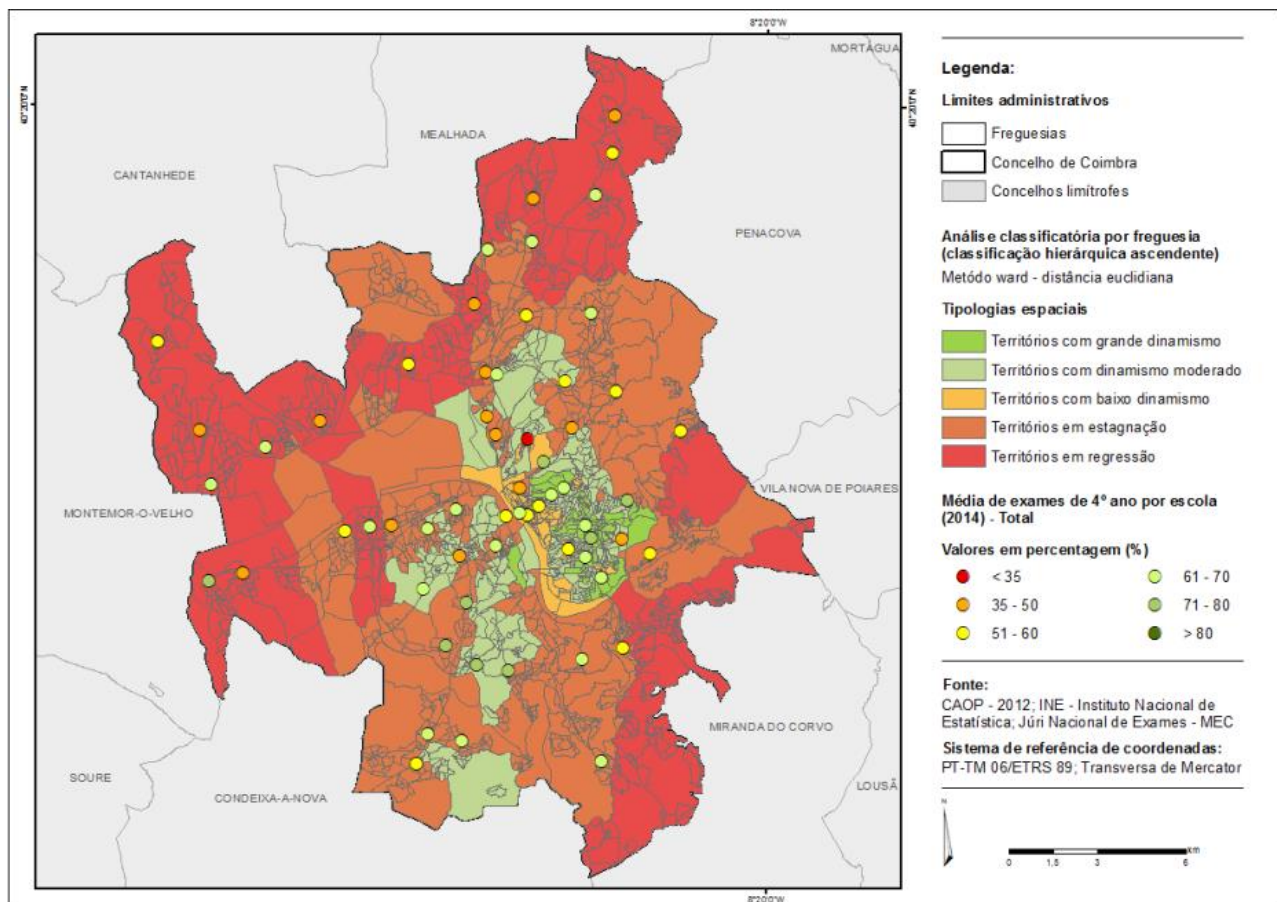 8°20'0"W
MORTÁGUA
40°20'0"N
40°20'0"N
MEALHADA
CANTANHEDE
PENACOVA
VILA NOVA DE POIARES
MONTEMOR-O-VELHO
MIRANDA DO CORVO
SOURE
LOUSÃ
CONDEIXA-A-NOVA
8°20'0"W
Legenda:
Limites administrativos
Freguesias
Concelho de Coimbra
Concelhos limítrofes
Análise classificatória por freguesia
(classificação hierárquica ascendente)
Metódo ward - distância euclidiana
Tipologias espaciais
Territórios com grande dinamismo
Territórios com dinamismo moderado
Territórios com baixo dinamismo
Territórios em estagnação
Territórios em regressão
Média de exames de 4º ano por escola
(2014) - Total
Valores em percentagem (%)
< 35
61 - 70
35 - 50
71 - 80
51 - 60
> 80
Fonte:
CAOP - 2012; INE - Instituto Nacional de
Estatística; Júri Nacional de Exames - MEC
Sistema de referência de coordenadas:
PT-TM 06/ETRS 89; Transversa de Mercator
N
km
0 1,5 3 6